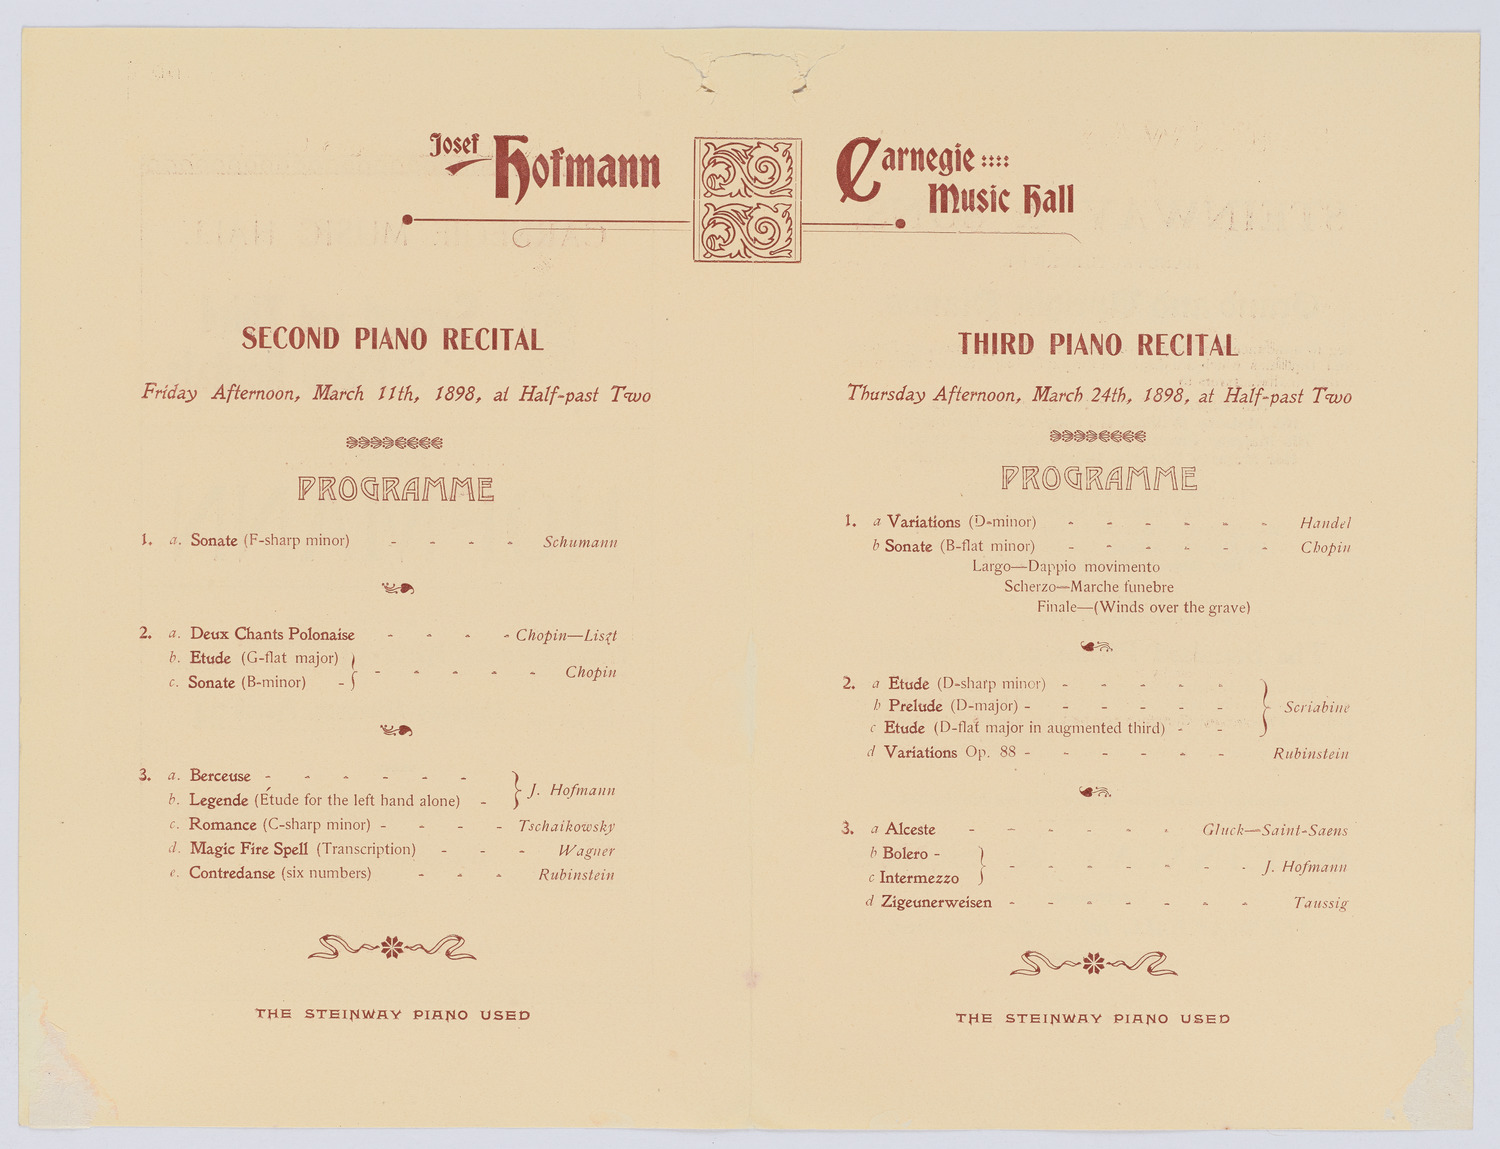 Josef Hofmann
Carnegie ::::
Music Hall
SECOND PIANO RECITAL
Friday Afternoon, March 11th, 1898, at Half-past Two
PROGRAMME
1. a. Sonate (F-sharp minor) - - - - Schumann
2. a. Deux Chants Polonaise - - - - Chopin—Liszt
b. Etude (G-flat major)
c. Sonate (B-minor) - } - - - - - Chopin
3. a. Berceuse - - - - - -
b. Legende (Étude for the left hand alone) - } J. Hofmann
c. Romance (C-sharp minor) - - - - Tschaikowsky
d. Magic Fire Spell (Transcription) - - - Wagner
e. Contredanse (six numbers) - - - Rubinstein
THE STEINWAY PIANO USED
THIRD PIANO RECITAL
Thursday Afternoon, March 24th, 1898, at Half-past Two
PROGRAMME
1. a Variations (D-minor) - - - - - - Handel
b Sonate (B-flat minor) - - - - - - Chopin
Largo—Dappio movimento
Scherzo—Marche funebre
Finale—(Winds over the grave)
2. a Etude (D-sharp minor) - - - - -
b Prelude (D-major) - - - - - - } Scriabine
c Etude (D-flat major in augmented third) - -
d Variations Op. 88 - - - - - - Rubinstein
3. a Alceste - - - - - - Gluck—Saint-Saens
b Bolero -
c Intermezzo } - - - - - - - J. Hofmann
d Zigeunerweisen - - - - - - - Taussig
THE STEINWAY PIANO USED